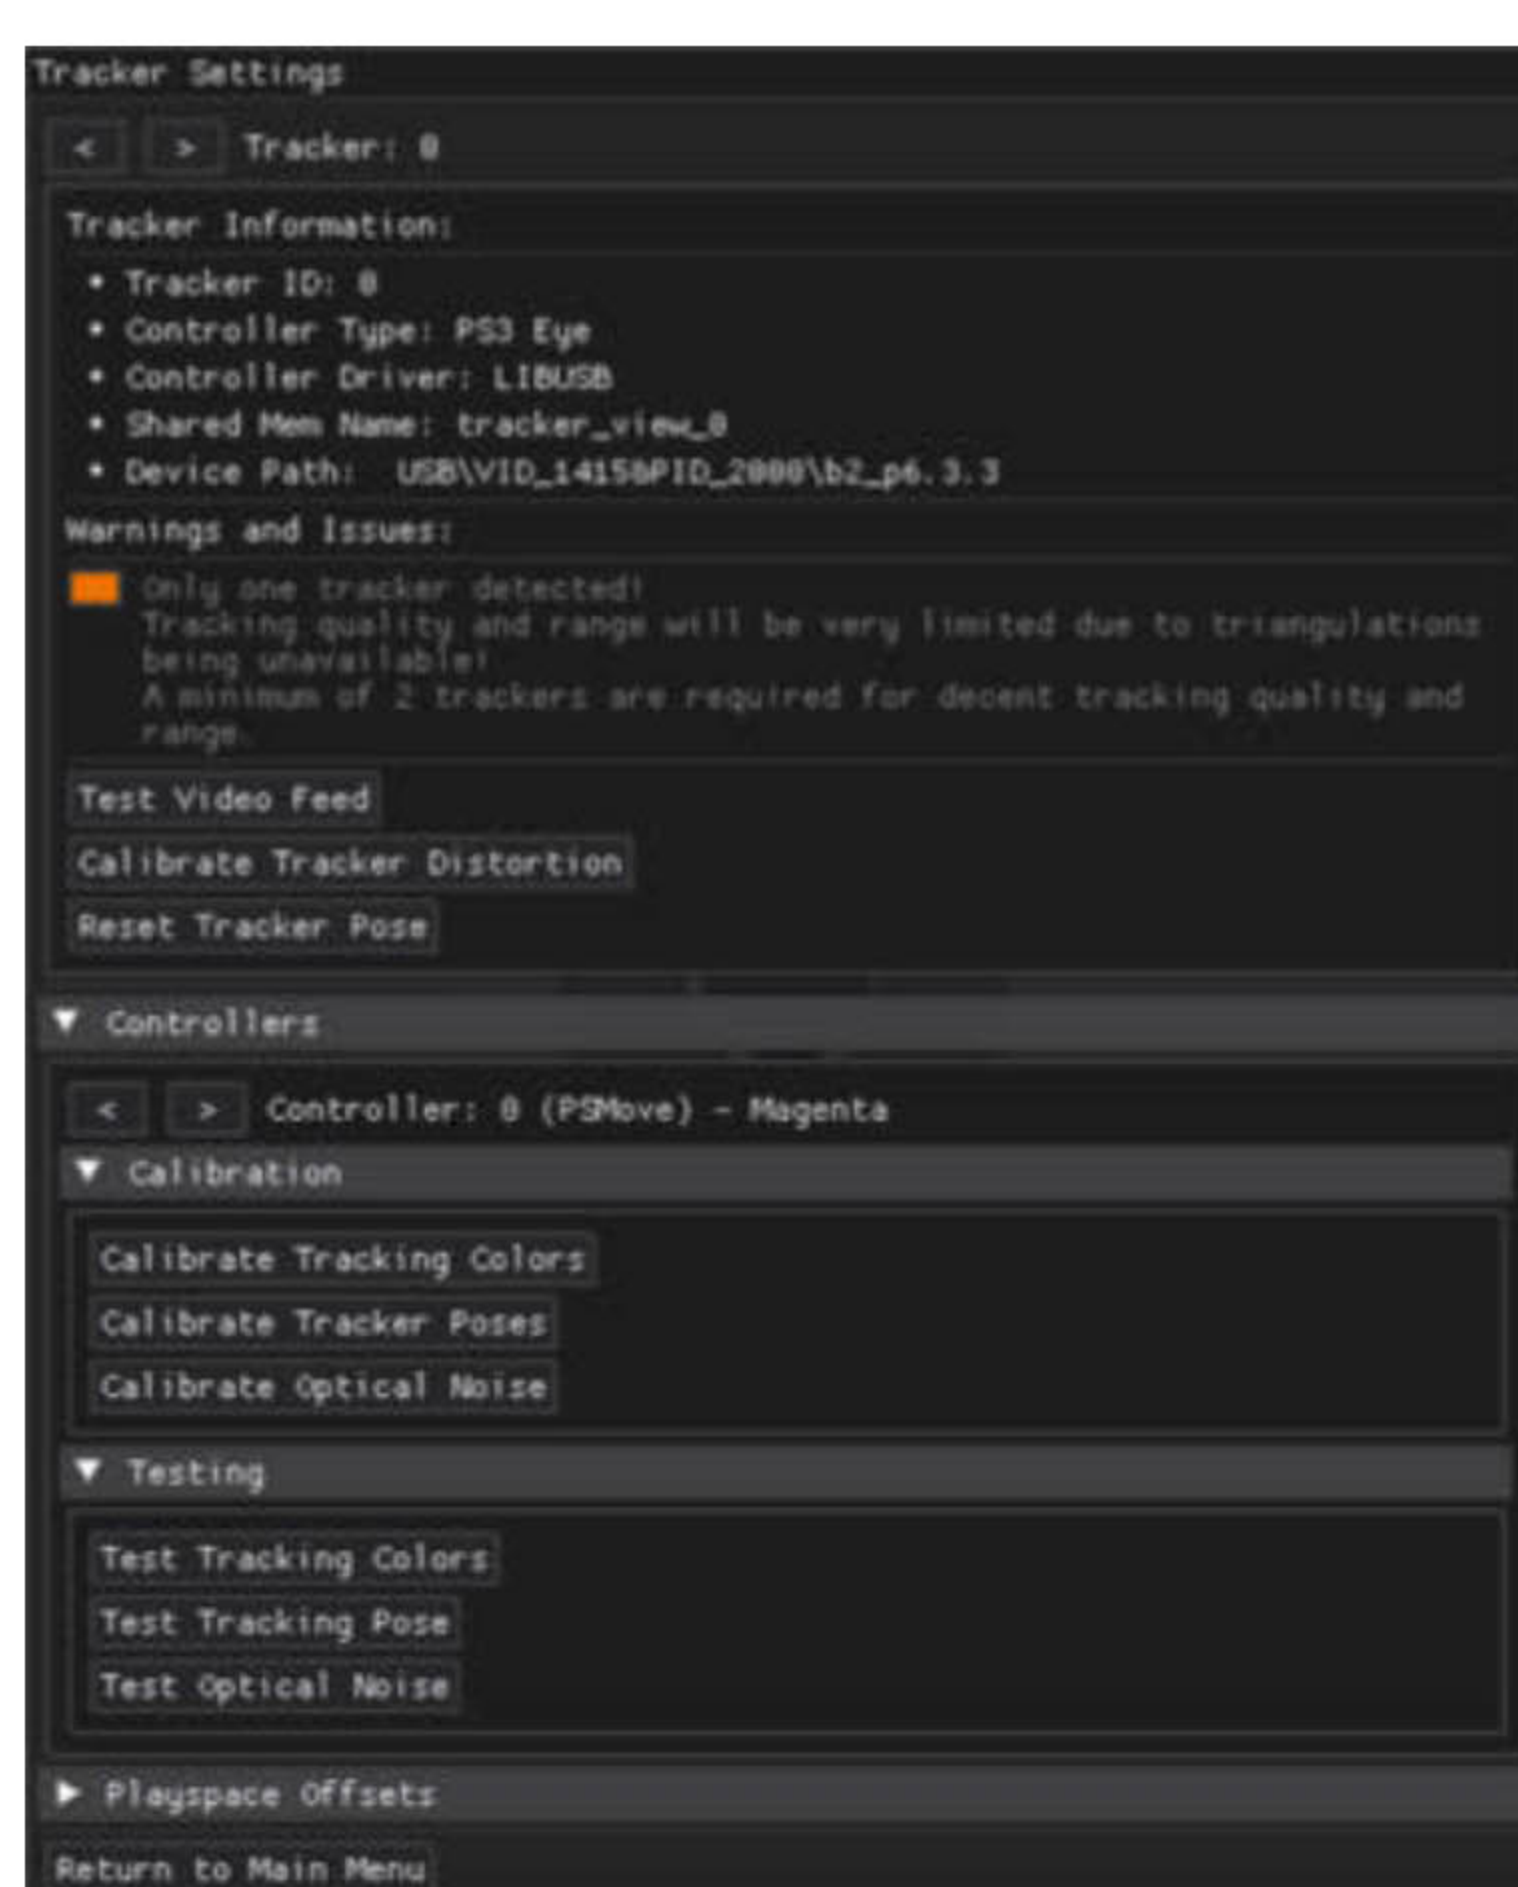 Tracker Settings
< > Tracker: 0
Tracker Information:
• Tracker ID: 0
• Controller Type: PS3 Eye
• Controller Driver: LIBUSB
• Shared Mem Name: tracker_view_0
• Device Path: USB\VID_1415&PID_2000\b2_p6.3.3
Warnings and Issues:
Only one tracker detected!
Tracking quality and range will be very limited due to triangulations
being unavailable!
A minimum of 2 trackers are required for decent tracking quality and
range.
Test Video Feed
Calibrate Tracker Distortion
Reset Tracker Pose
▼ Controllers
< > Controller: 0 (PSMove) - Magenta
▼ Calibration
Calibrate Tracking Colors
Calibrate Tracker Poses
Calibrate Optical Noise
▼ Testing
Test Tracking Colors
Test Tracking Pose
Test Optical Noise
▶ Playspace Offsets
Return to Main Menu